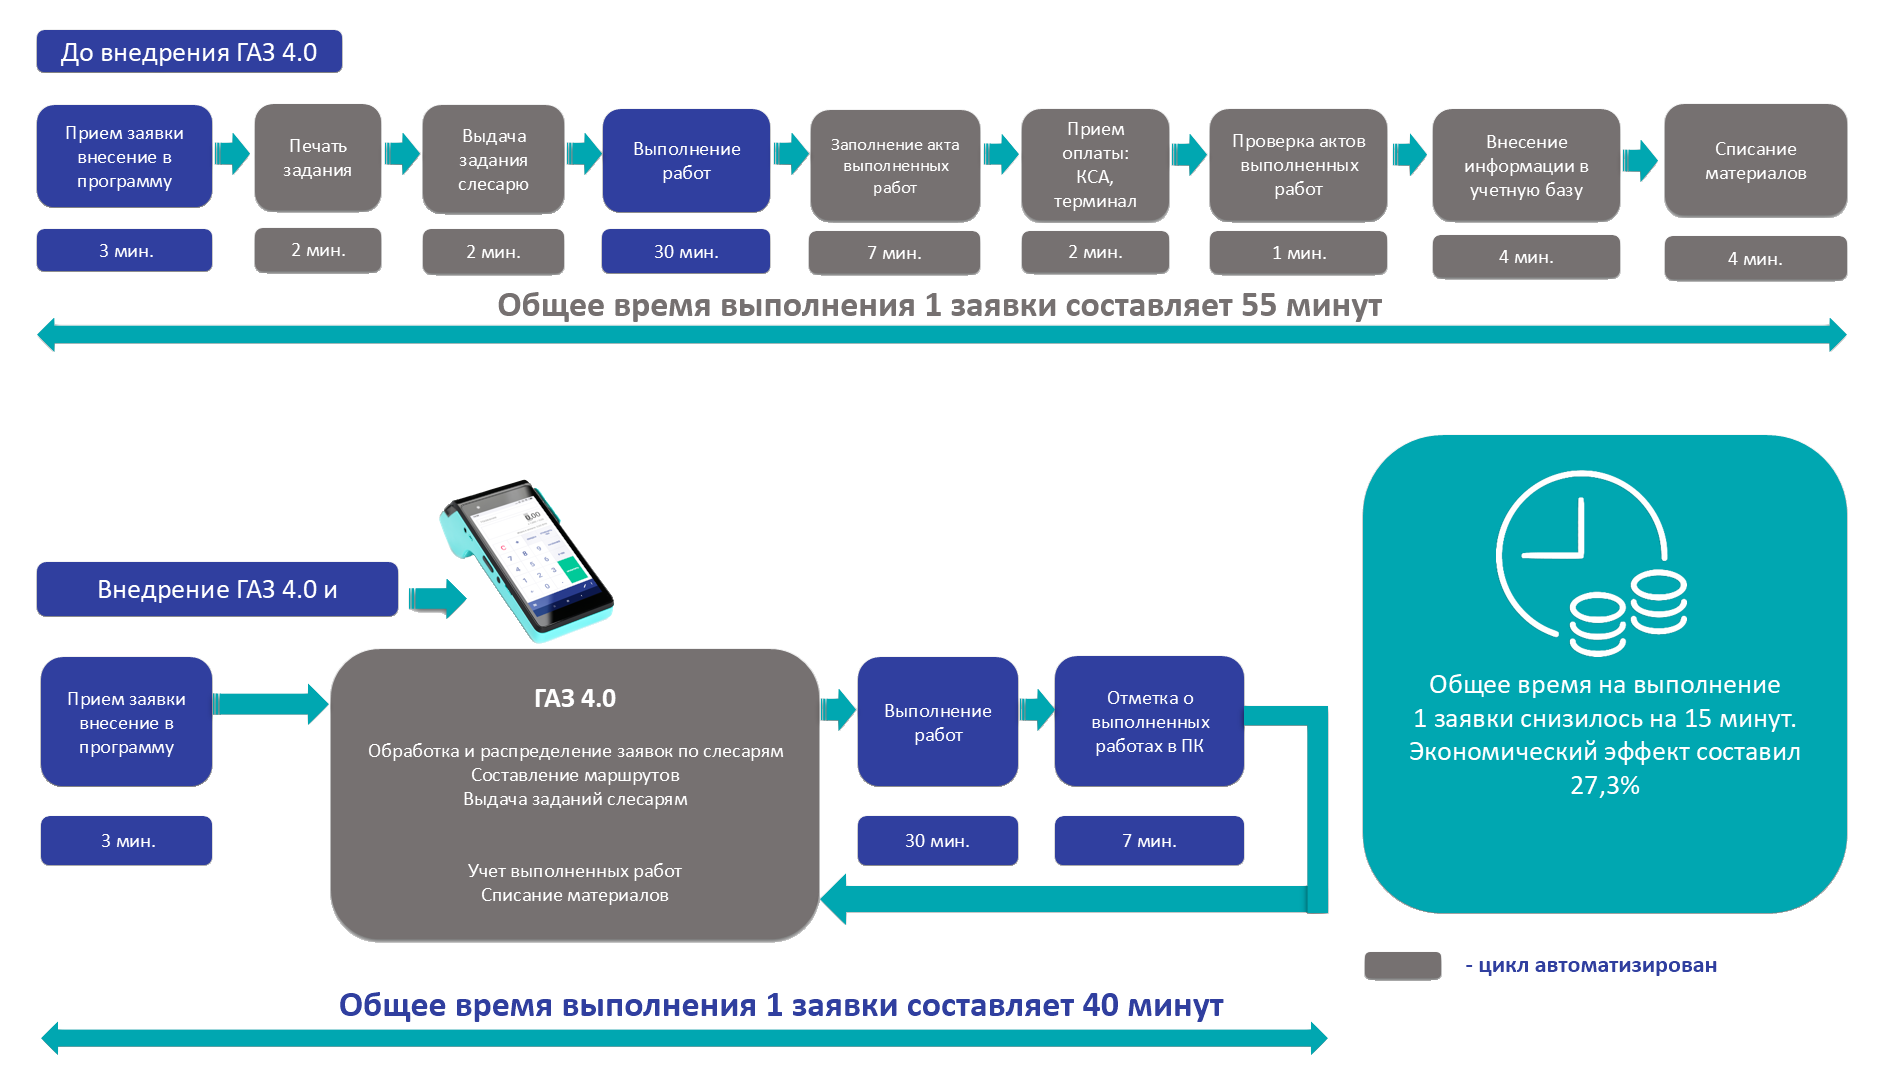 До внедрения ГАЗ 4.0
Прием заявки
внесение в
программу
Печать
задания
Выдача
задания
слесарю
Выполнение
работ
Заполнение акта
выполненных
работ
Прием
оплаты:
КСА,
терминал
Проверка актов
выполненных
работ
Внесение
информации в
учетную базу
Списание
материалов
3 мин.
2 мин.
2 мин.
30 мин.
7 мин.
2 мин.
1 мин.
4 мин.
4 мин.
Общее время выполнения 1 заявки составляет 55 минут
Внедрение ГАЗ 4.0 и
Прием заявки
внесение в
программу
3 мин.
ГАЗ 4.0
Обработка и распределение заявок по слесарям
Составление маршрутов
Выдача заданий слесарям
Учет выполненных работ
Списание материалов
Выполнение
работ
30 мин.
Отметка о
выполненных
работах в ПК
7 мин.
Общее время на выполнение
1 заявки снизилось на 15 минут.
Экономический эффект составил
27,3%
- цикл автоматизирован
Общее время выполнения 1 заявки составляет 40 минут